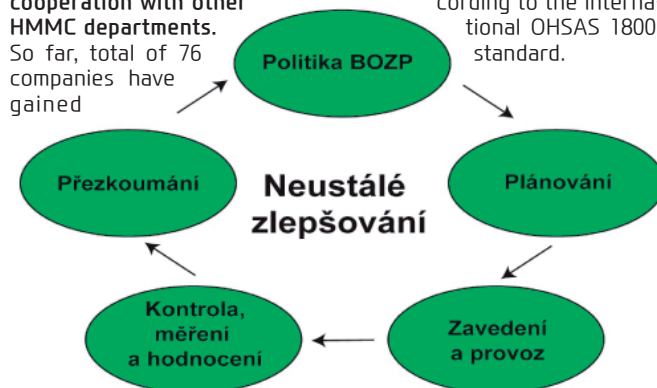 cooperation with other
HMMC departments.
So far, total of 76
companies have
gained
cording to the interna
tional OHSAS 1800
standard.
Politika BOZP
Plánování
Zavedení
a provoz
Kontrola,
měření
a hodnocení
Přezkoumání
Neustálé
zlepšování